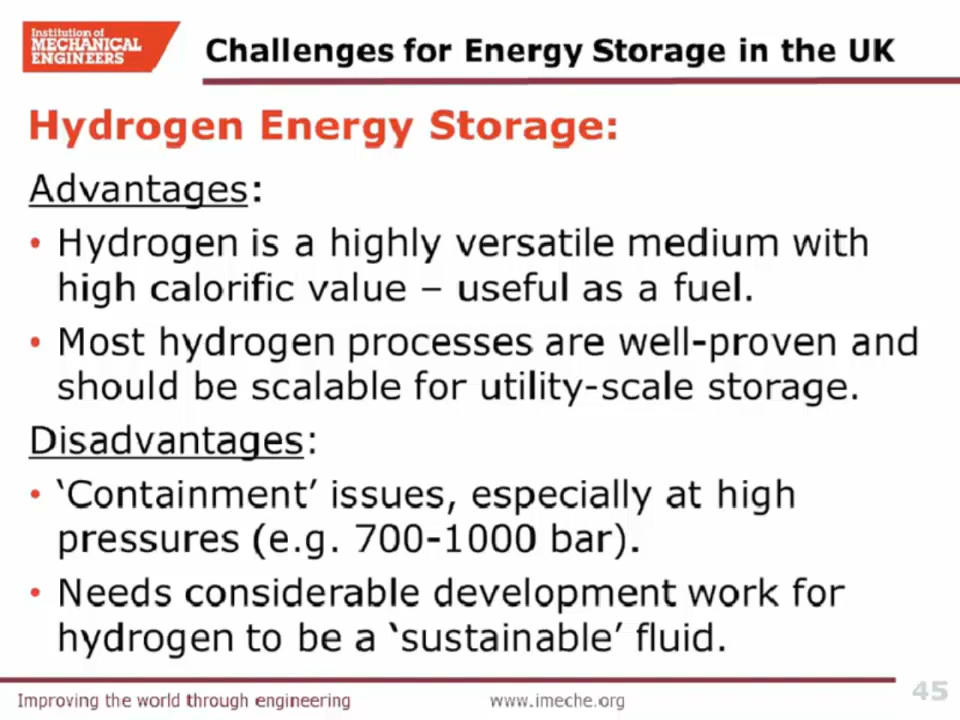 Institution of
MECHANICAL
ENGINEERS
Challenges for Energy Storage in the UK
Hydrogen Energy Storage:
Advantages:
• Hydrogen is a highly versatile medium with
high calorific value – useful as a fuel.
• Most hydrogen processes are well-proven and
should be scalable for utility-scale storage.
Disadvantages:
• ‘Containment’ issues, especially at high
pressures (e.g. 700-1000 bar).
• Needs considerable development work for
hydrogen to be a ‘sustainable’ fluid.
Improving the world through engineering
www.imeche.org
45